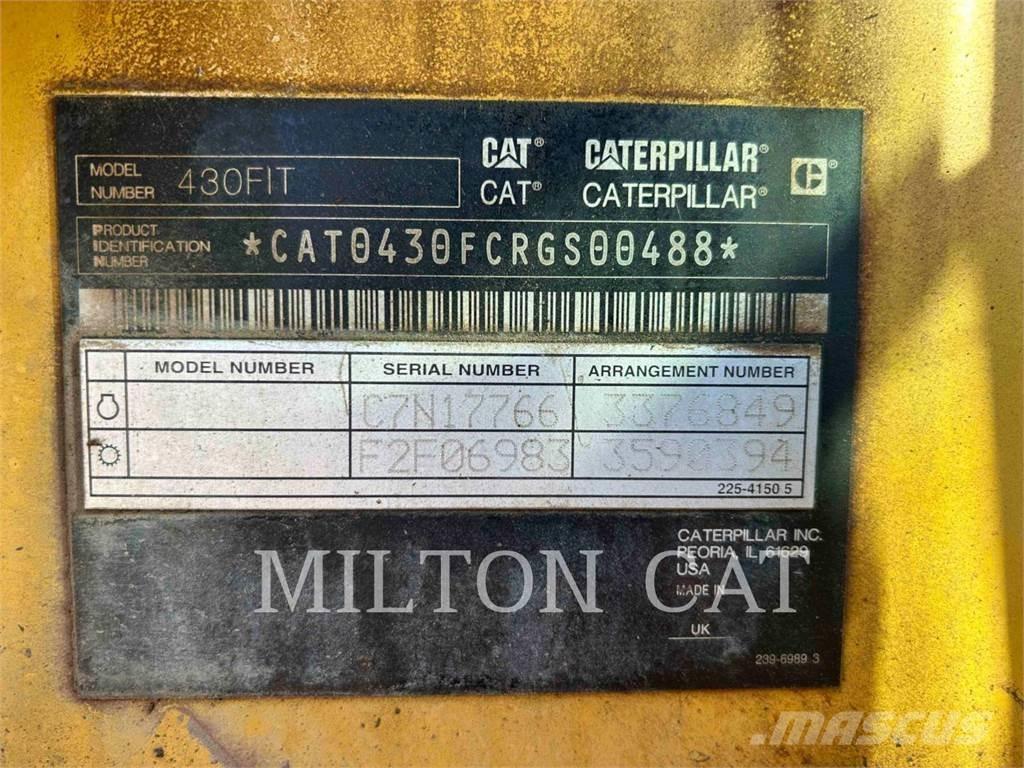 MODEL NUMBER 430FIT
CAT® CATERPILLAR®
CAT® CATERPILLAR®
PRODUCT IDENTIFICATION NUMBER *CAT0430FCRGS00488*
MODEL NUMBER SERIAL NUMBER ARRANGEMENT NUMBER
C7N17766 3376849
F2F06983 3598394
225-4150 5
CATERPILLAR INC.
PEORIA, IL 61629
USA
MADE IN
UK
239-6989 3
MILTON CAT
MASCUS